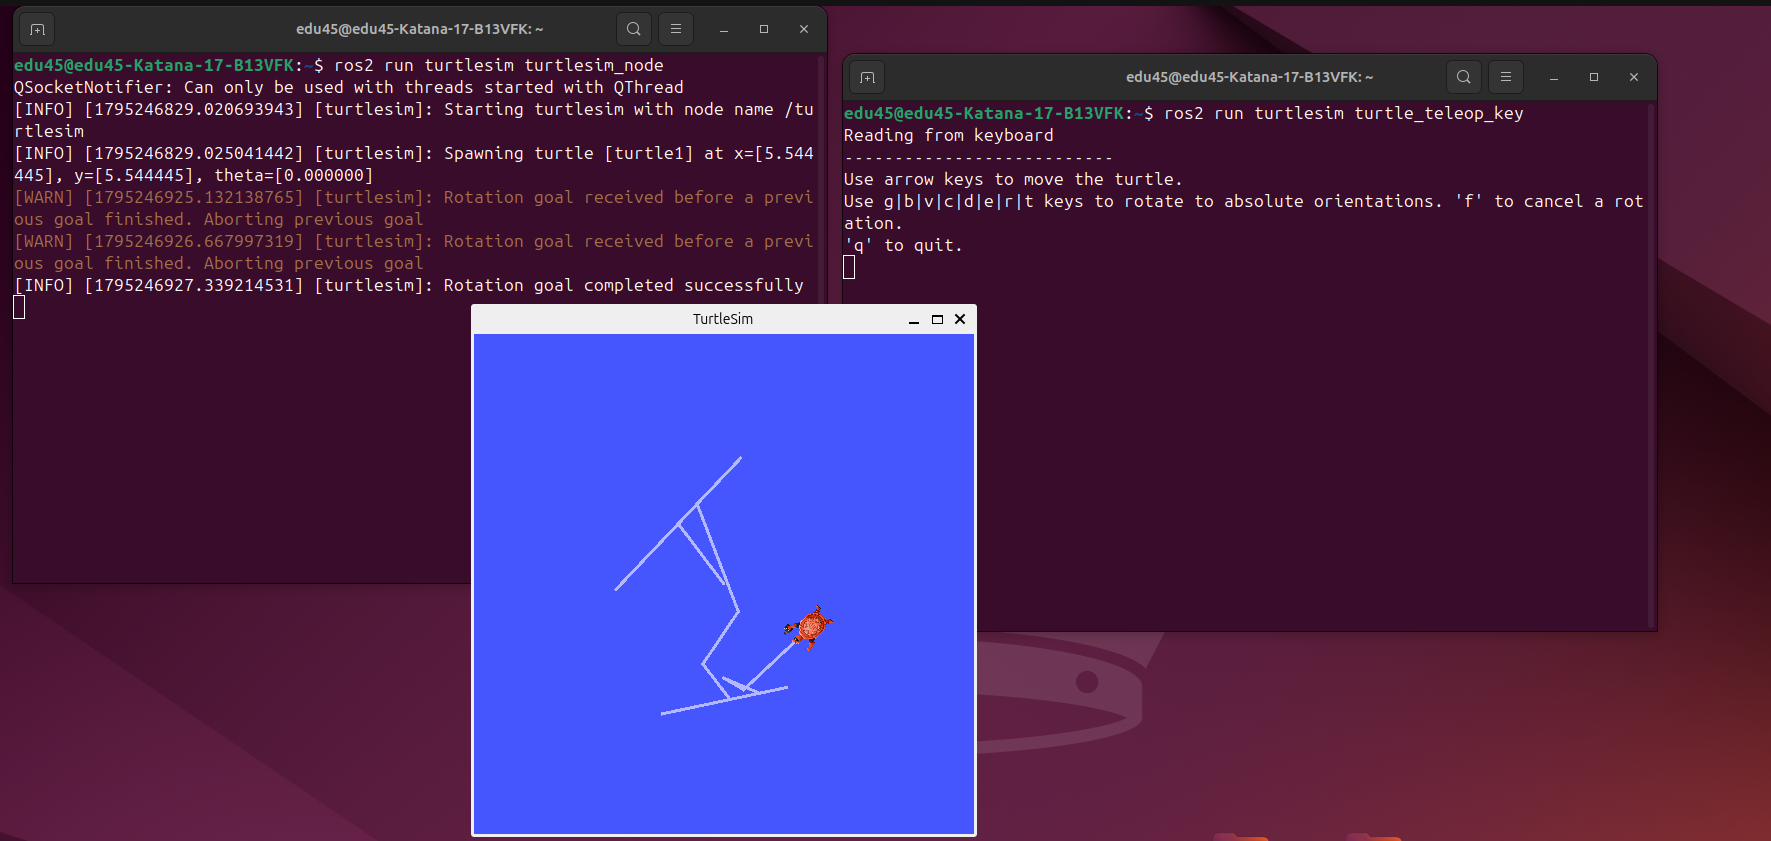 edu45@edu45-Katana-17-B13VFK: ~
edu45@edu45-Katana-17-B13VFK:~$ ros2 run turtlesim turtlesim_node
QSocketNotifier: Can only be used with threads started with QThread
[INFO] [1795246829.020693943] [turtlesim]: Starting turtlesim with node name /tu
rtlesim
[INFO] [1795246829.025041442] [turtlesim]: Spawning turtle [turtle1] at x=[5.544
445], y=[5.544445], theta=[0.000000]
[WARN] [1795246925.132138765] [turtlesim]: Rotation goal received before a previ
ous goal finished. Aborting previous goal
[WARN] [1795246926.667997319] [turtlesim]: Rotation goal received before a previ
ous goal finished. Aborting previous goal
[INFO] [1795246927.339214531] [turtlesim]: Rotation goal completed successfully
edu45@edu45-Katana-17-B13VFK: ~
edu45@edu45-Katana-17-B13VFK:~$ ros2 run turtlesim turtle_teleop_key
Reading from keyboard
---------------------------
Use arrow keys to move the turtle.
Use g|b|v|c|d|e|r|t keys to rotate to absolute orientations. 'f' to cancel a rot
ation.
'q' to quit.
TurtleSim